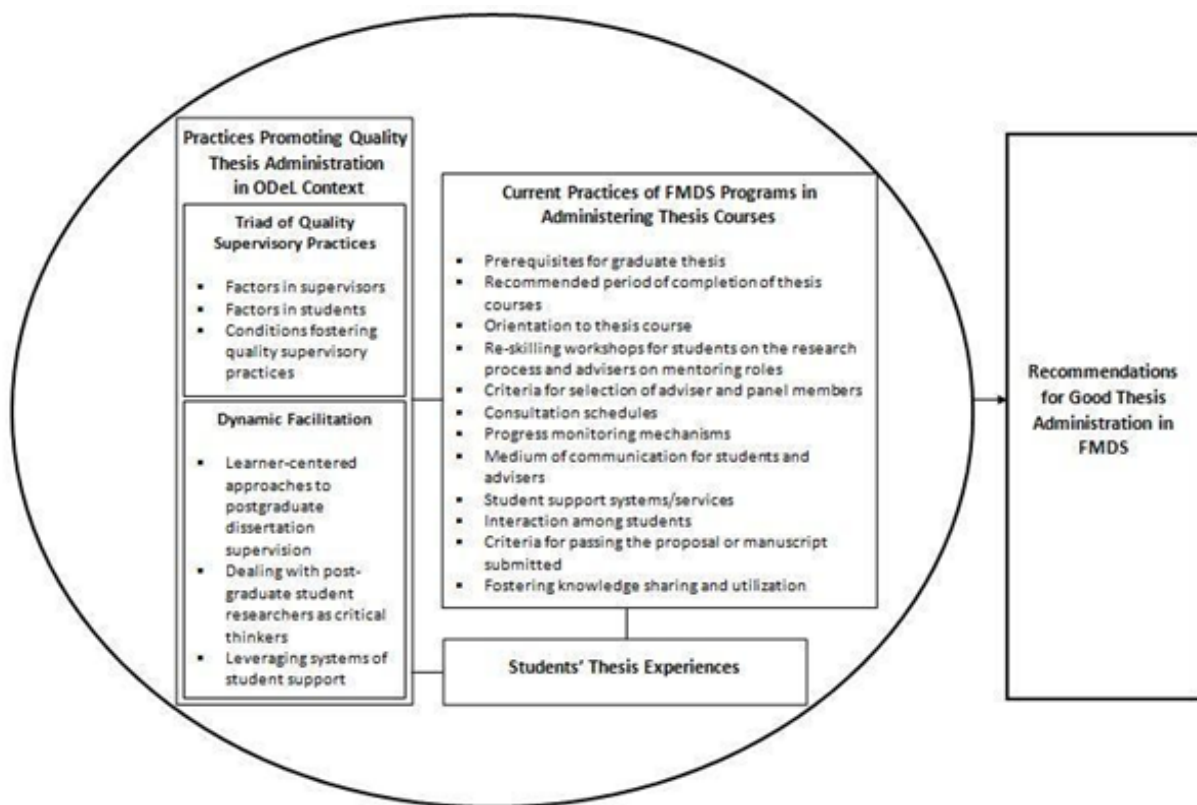 Practices Promoting Quality
Thesis Administration
in ODeL Context
Triad of Quality
Supervisory Practices
▪ Factors in supervisors
▪ Factors in students
▪ Conditions fostering
quality supervisory
practices
Dynamic Facilitation
▪ Learner-centered
approaches to
postgraduate
dissertation
supervision
▪ Dealing with post-
graduate student
researchers as critical
thinkers
▪ Leveraging systems of
student support
Current Practices of FMDS Programs in
Administering Thesis Courses
▪ Prerequisites for graduate thesis
▪ Recommended period of completion of thesis
courses
▪ Orientation to thesis course
▪ Re-skilling workshops for students on the research
process and advisers on mentoring roles
▪ Criteria for selection of adviser and panel members
▪ Consultation schedules
▪ Progress monitoring mechanisms
▪ Medium of communication for students and
advisers
▪ Student support systems/services
▪ Interaction among students
▪ Criteria for passing the proposal or manuscript
submitted
▪ Fostering knowledge sharing and utilization
Students’ Thesis Experiences
Recommendations
for Good Thesis
Administration in
FMDS